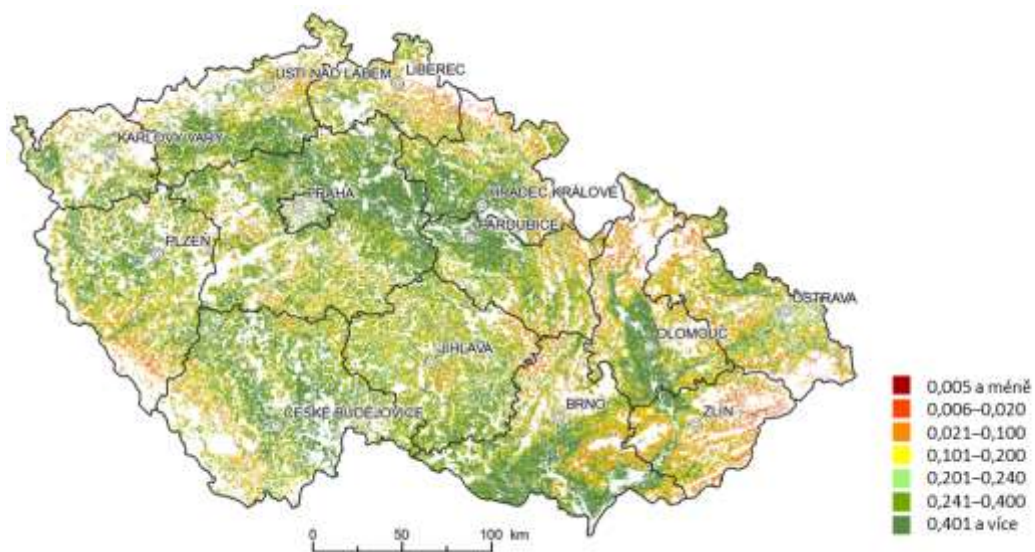 ÚSTÍ NAD LABEM
LIBEREC
KARLOVY VARY
PRAHA
HRADEC KRÁLOVÉ
PARDUBICE
PLZEŇ
OSTRAVA
OLOMOUC
JIHLAVA
ČESKÉ BUDĚJOVICE
BRNO
ZLÍN
0,005 a méně
0,006–0,020
0,021–0,100
0,101–0,200
0,201–0,240
0,241–0,400
0,401 a více
0 50 100 km